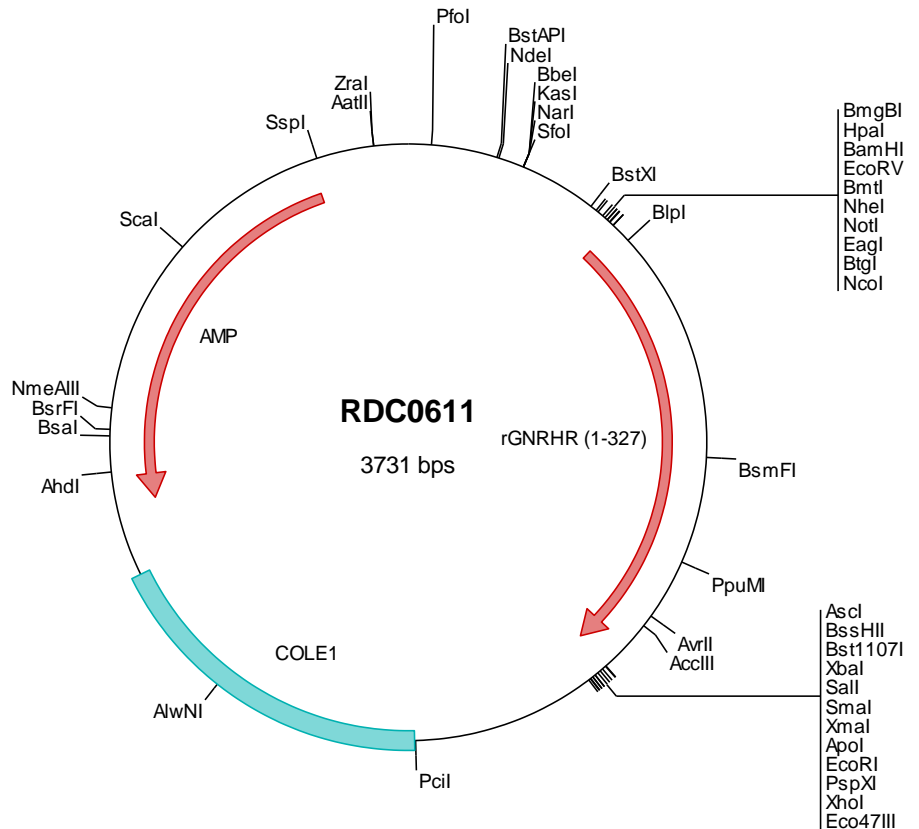 PfoI
BstAPI
NdeI
BbeI
KasI
NarI
SfoI
ZraI
AatII
SspI
ScaI
BstXI
BlpI
BmgBI
HpaI
BamHI
EcoRV
BmtI
NheI
NotI
EagI
BtgI
NcoI
AMP
NmeAIII
BsrFI
BsaI
AhdI
RDC0611
3731 bps
rGNRHR (1-327)
BsmFI
PpuMI
AvrII
AccIII
AscI
BssHII
Bst1107I
XbaI
SalI
SmaI
XmaI
ApoI
EcoRI
PspXI
XhoI
Eco47III
COLE1
AlwNI
PciI